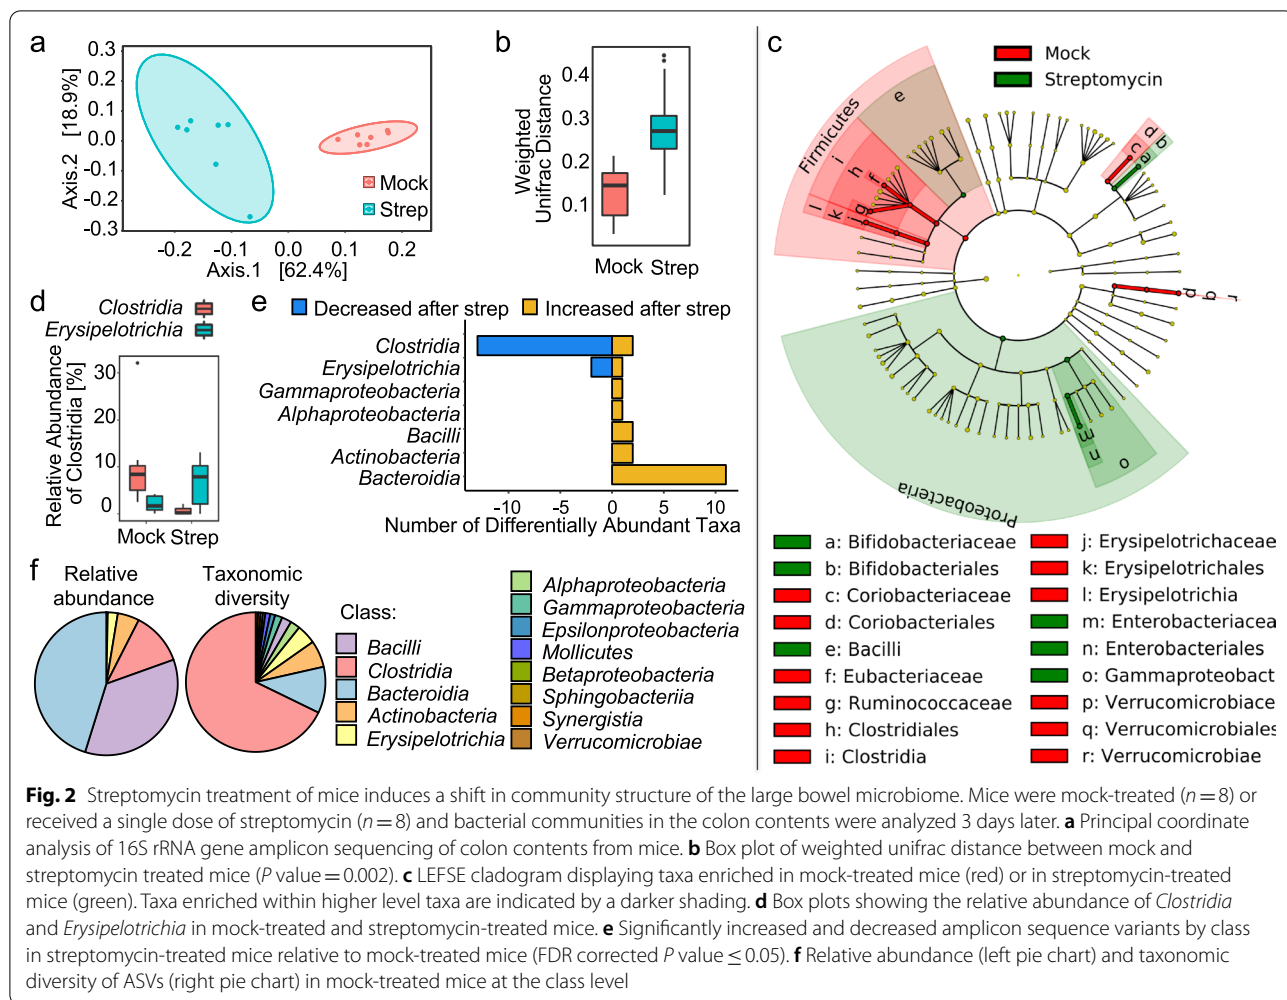 a
0.3
0.2
0.1
0.0
-0.1
-0.2
-0.3
Axis.2 [18.9%]
Mock
Strep
-0.2 -0.1 0.0 0.1 0.2
Axis.1 [62.4%]
b
Weighted
Unifrac Distance
0.4
0.3
0.2
0.1
Mock Strep
c
Mock
Streptomycin
Firmicutes
e
i
h
f
l
k
g
j
d
c
b
a
p
q
r
m
n
o
Proteobacteria
a: Bifidobacteriaceae
b: Bifidobacteriales
c: Coriobacteriaceae
d: Coriobacteriales
e: Bacilli
f: Eubacteriaceae
g: Ruminococcaceae
h: Clostridiales
i: Clostridia
j: Erysipelotrichaceae
k: Erysipelotrichales
l: Erysipelotrichia
m: Enterobacteriacea
n: Enterobacteriales
o: Gammaproteobact
p: Verrucomicrobiace
q: Verrucomicrobiales
r: Verrucomicrobiae
d
Clostridia
Erysipelotrichia
Relative Abundance
of Clostridia [%]
30
20
10
0
Mock Strep
e
Decreased after strep
Increased after strep
Clostridia
Erysipelotrichia
Gammaproteobacteria
Alphaproteobacteria
Bacilli
Actinobacteria
Bacteroidia
-10 -5 0 5 10
Number of Differentially Abundant Taxa
f
Relative
abundance
Taxonomic
diversity
Class:
Bacilli
Clostridia
Bacteroidia
Actinobacteria
Erysipelotrichia
Alphaproteobacteria
Gammaproteobacteria
Epsilonproteobacteria
Mollicutes
Betaproteobacteria
Sphingobacteriia
Synergistia
Verrucomicrobiae
Fig. 2 Streptomycin treatment of mice induces a shift in community structure of the large bowel microbiome. Mice were mock-treated (n = 8) or
received a single dose of streptomycin (n = 8) and bacterial communities in the colon contents were analyzed 3 days later. a Principal coordinate
analysis of 16S rRNA gene amplicon sequencing of colon contents from mice. b Box plot of weighted unifrac distance between mock and
streptomycin treated mice (P value = 0.002). c LEFSE cladogram displaying taxa enriched in mock-treated mice (red) or in streptomycin-treated
mice (green). Taxa enriched within higher level taxa are indicated by a darker shading. d Box plots showing the relative abundance of Clostridia
and Erysipelotrichia in mock-treated and streptomycin-treated mice. e Significantly increased and decreased amplicon sequence variants by class
in streptomycin-treated mice relative to mock-treated mice (FDR corrected P value ≤ 0.05). f Relative abundance (left pie chart) and taxonomic
diversity of ASVs (right pie chart) in mock-treated mice at the class level